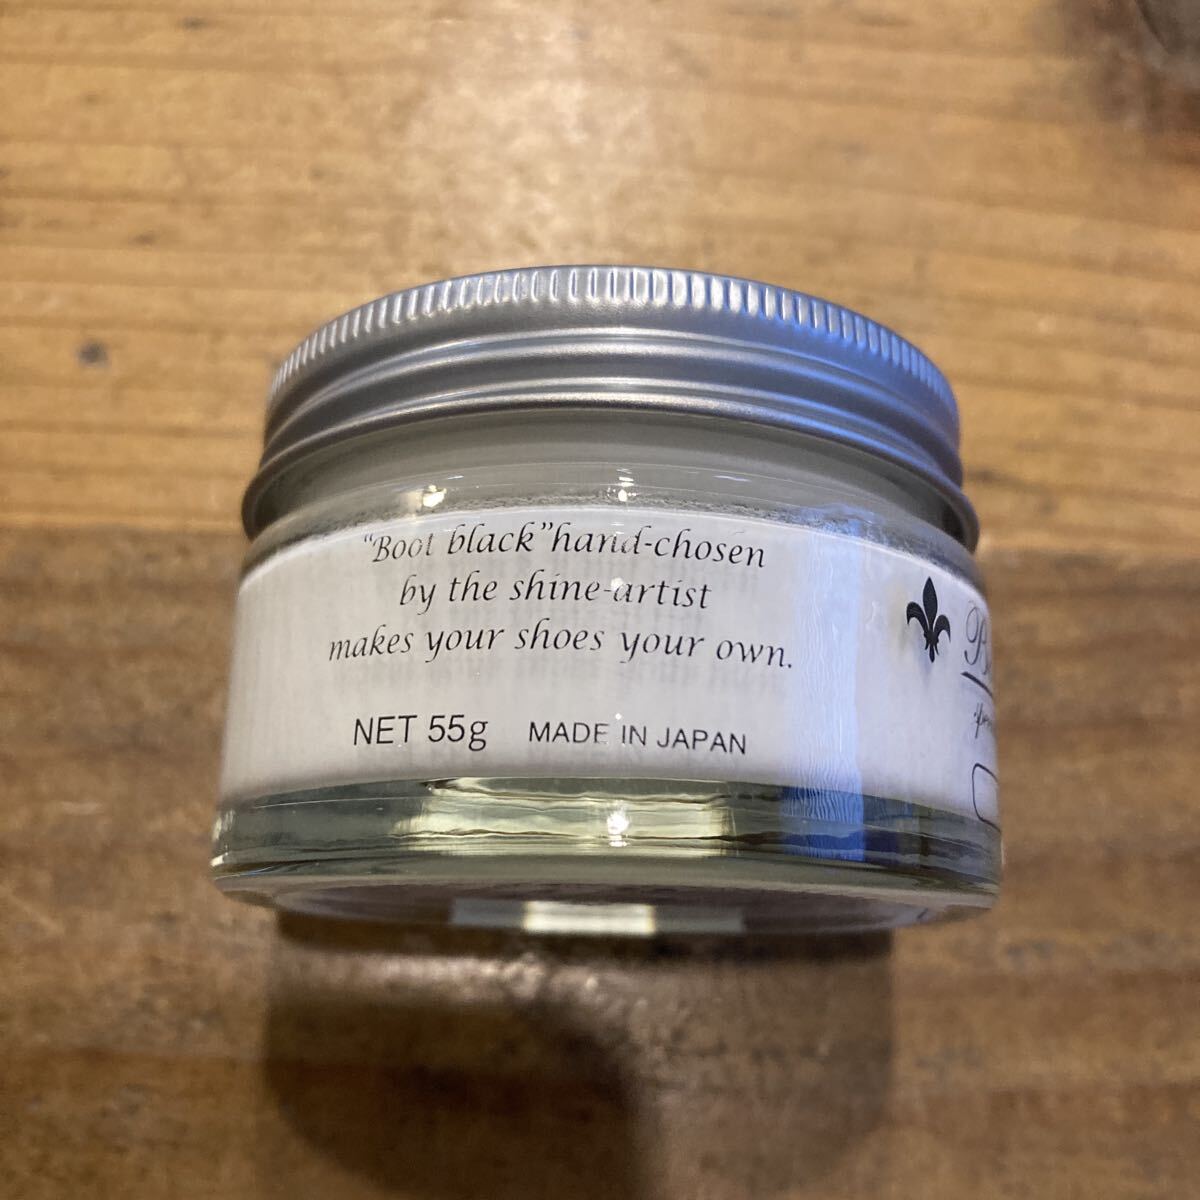 “Boot black”hand-chosen
by the shine-artist
makes your shoes your own.
NET 55g MADE IN JAPAN